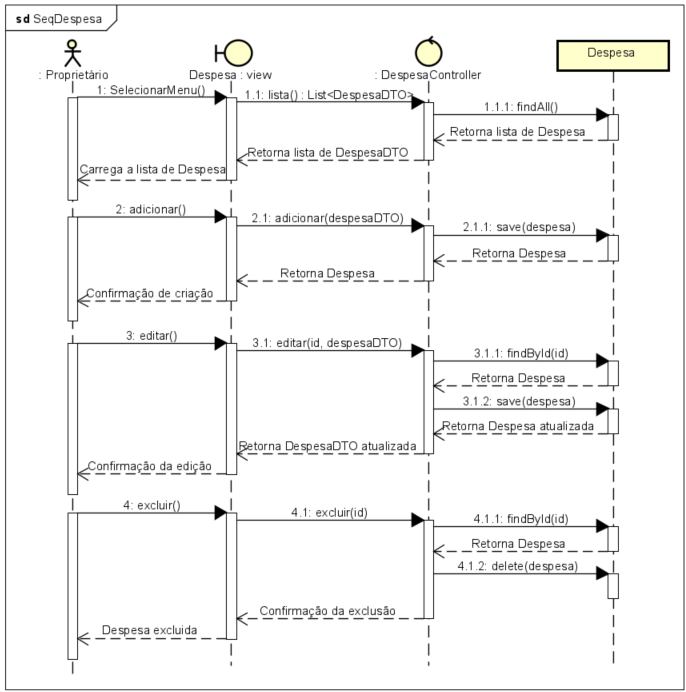 sd SeqDespesa
: Proprietário
Despesa : view
: DespesaController
Despesa
1: SelecionarMenu()
1.1: lista() : List<DespesaDTO>
1.1.1: findAll()
Retorna lista de Despesa
Retorna lista de DespesaDTO
Carrega a lista de Despesa
2: adicionar()
2.1: adicionar(despesaDTO)
2.1.1: save(despesa)
Retorna Despesa
Retorna Despesa
Confirmação de criação
3: editar()
3.1: editar(id, despesaDTO)
3.1.1: findById(id)
Retorna Despesa
3.1.2: save(despesa)
Retorna Despesa atualizada
Retorna DespesaDTO atualizada
Confirmação da edição
4: excluir()
4.1: excluir(id)
4.1.1: findById(id)
Retorna Despesa
4.1.2: delete(despesa)
Confirmação da exclusão
Despesa excluida